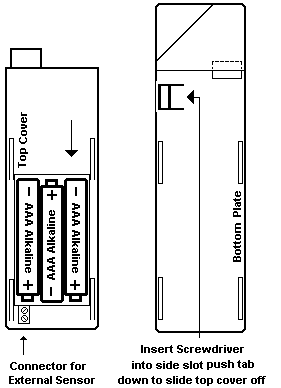 Top Cover
– AAA Alkaline +
+ AAA Alkaline –
– AAA Alkaline +
Connector for
External Sensor
Bottom Plate
Insert Screwdriver
into side slot push tab
down to slide top cover off